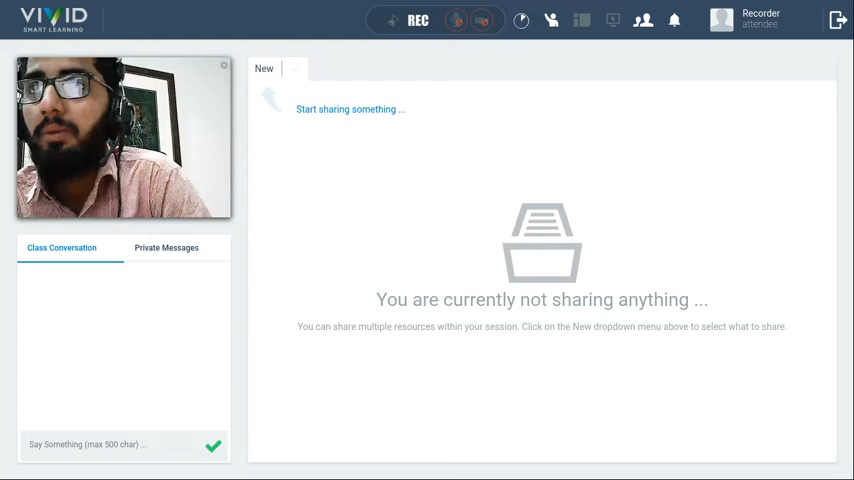 VIVID
SMART LEARNING
REC
Recorder
attendee
New
Start sharing something ...
You are currently not sharing anything ...
You can share multiple resources within your session. Click on the New dropdown menu above to select what to share.
Class Conversation
Private Messages
Say Something (max 500 char) ...